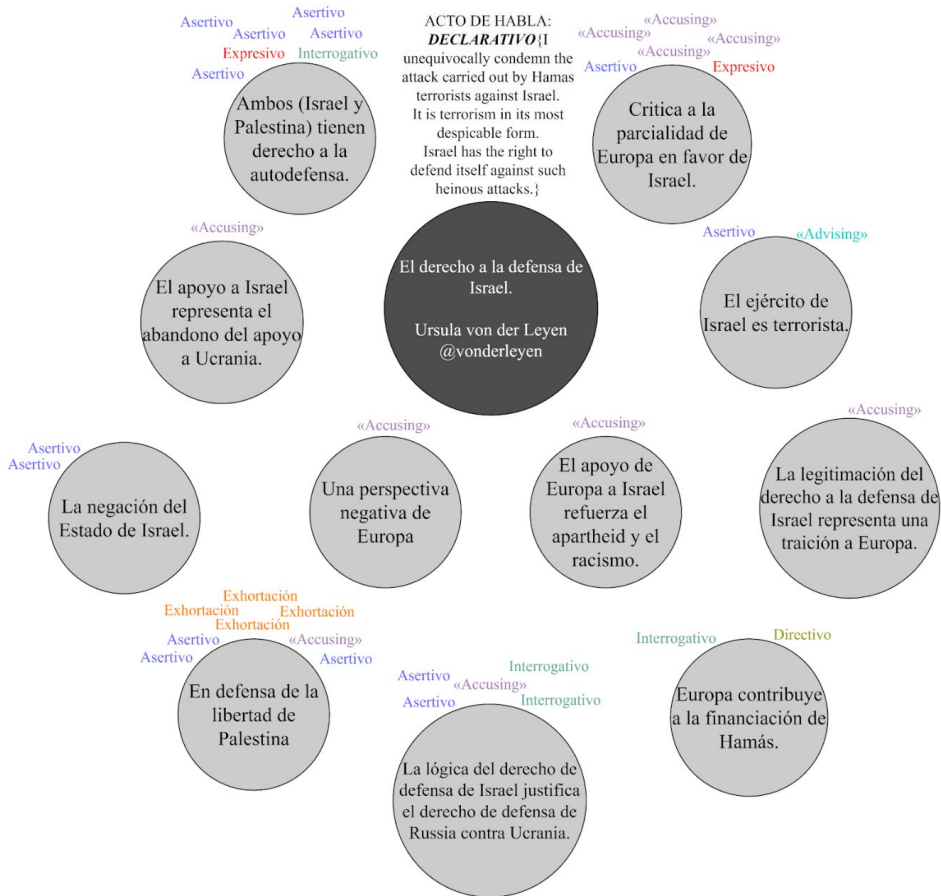 Asertivo
Asertivo
Asertivo
Asertivo
Expresivo
Interrogativo
Asertivo
Ambos (Israel y
Palestina) tienen
derecho a la
autodefensa.
ACTO DE HABLA:
DECLARATIVO{I
unequivocally condemn the
attack carried out by Hamas
terrorists against Israel.
It is terrorism in its most
despicable form.
Israel has the right to
defend itself against such
heinous attacks.}
El derecho a la defensa de
Israel.
Ursula von der Leyen
@vonderleyen
«Accusing»
«Accusing»
«Accusing»
«Accusing»
Asertivo
Expresivo
Critica a la
parcialidad de
Europa en favor de
Israel.
«Accusing»
El apoyo a Israel
representa el
abandono del apoyo
a Ucrania.
Asertivo
«Advising»
El ejército de
Israel es terrorista.
Asertivo
Asertivo
La negación del
Estado de Israel.
«Accusing»
Una perspectiva
negativa de
Europa
«Accusing»
El apoyo de
Europa a Israel
refuerza el
apartheid y el
racismo.
«Accusing»
La legitimación del
derecho a la defensa de
Israel representa una
traición a Europa.
Exhortación
Exhortación
Exhortación
Exhortación
Asertivo
«Accusing»
Asertivo
Asertivo
En defensa de la
libertad de
Palestina
Asertivo
Interrogativo
«Accusing»
Asertivo
Interrogativo
La lógica del derecho de
defensa de Israel justifica
el derecho de defensa de
Russia contra Ucrania.
Interrogativo
Directivo
Europa contribuye
a la financiación de
Hamás.